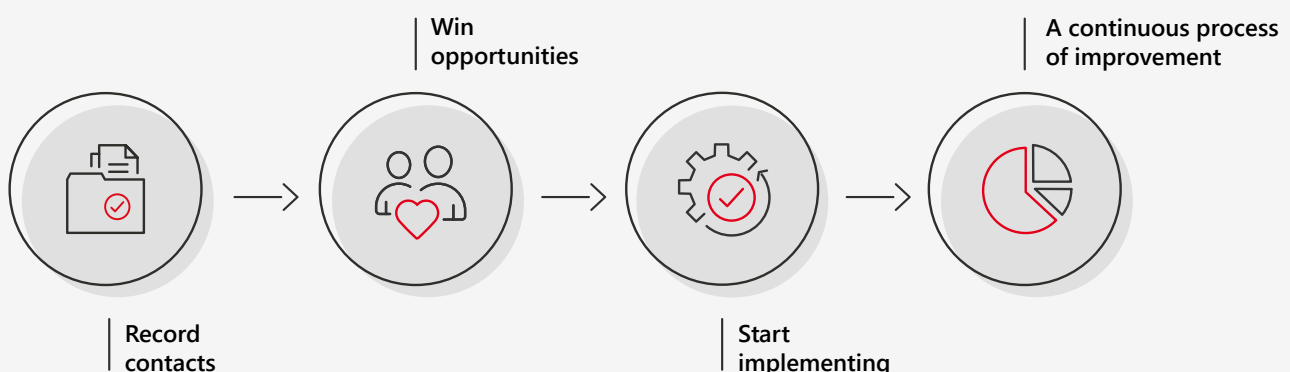 Record
contacts
Win
opportunities
Start
implementing
A continuous process
of improvement